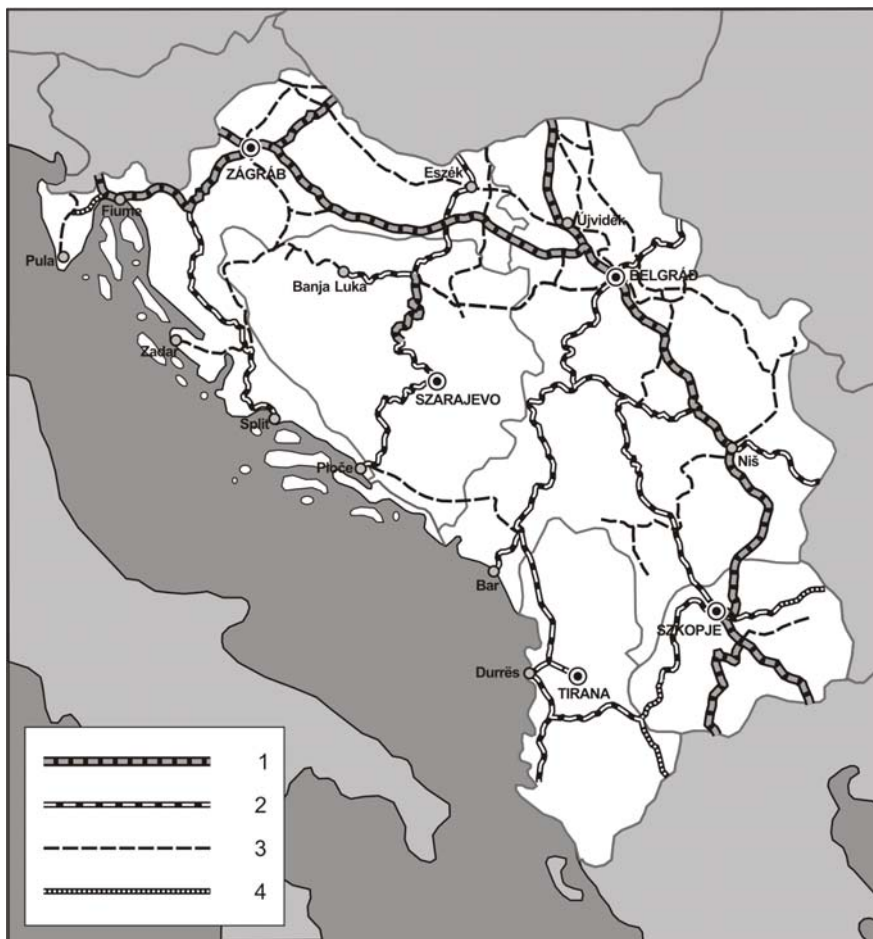 ZÁGRÁB
Eszék
Fiume
Újvidék
Pula
Banja Luka
BELGRÁD
Zadar
SZARAJEVO
Split
Ploče
Niš
Bar
SZKOPJE
Durrës
TIRANA
1
2
3
4